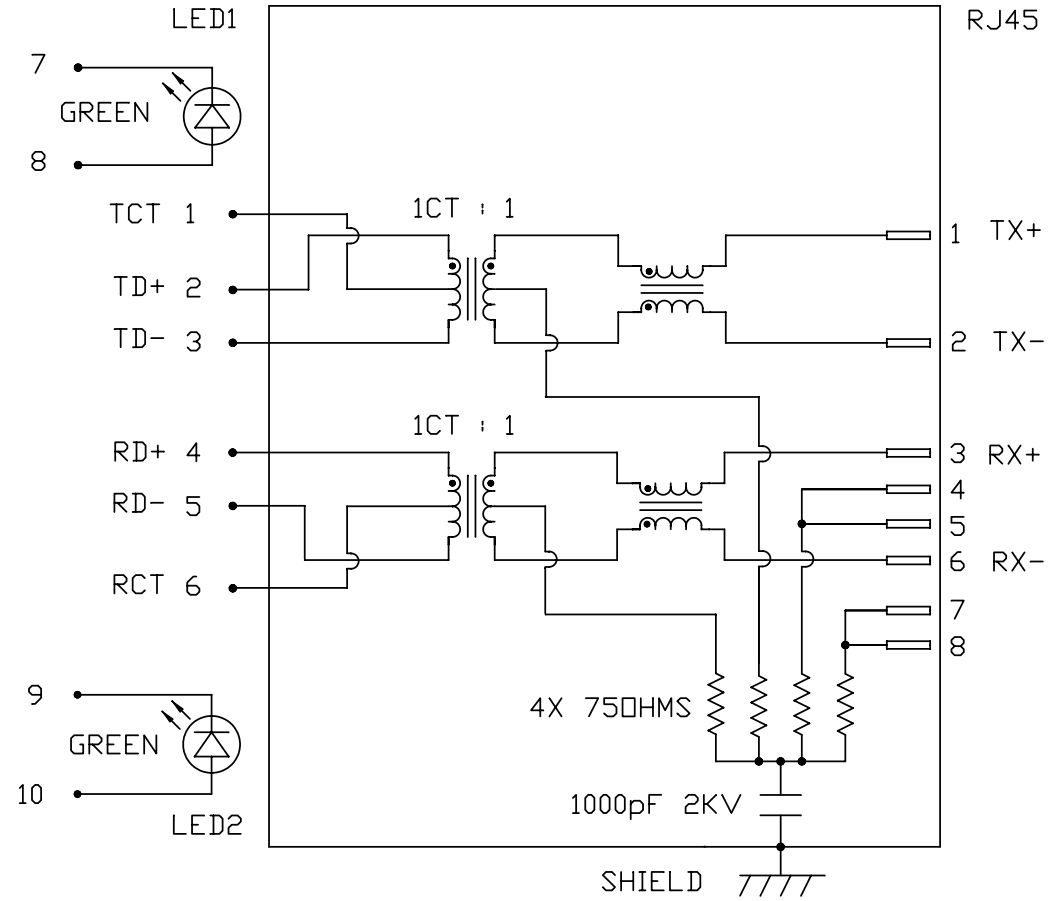 LED1
RJ45
7
GREEN
8
TCT 1
1CT : 1
1 TX+
TD+ 2
TD- 3
2 TX-
1CT : 1
RD+ 4
3 RX+
4
RD- 5
5
6 RX-
RCT 6
7
8
9
4X 75OHMS
GREEN
10
1000pF 2KV
LED2
SHIELD